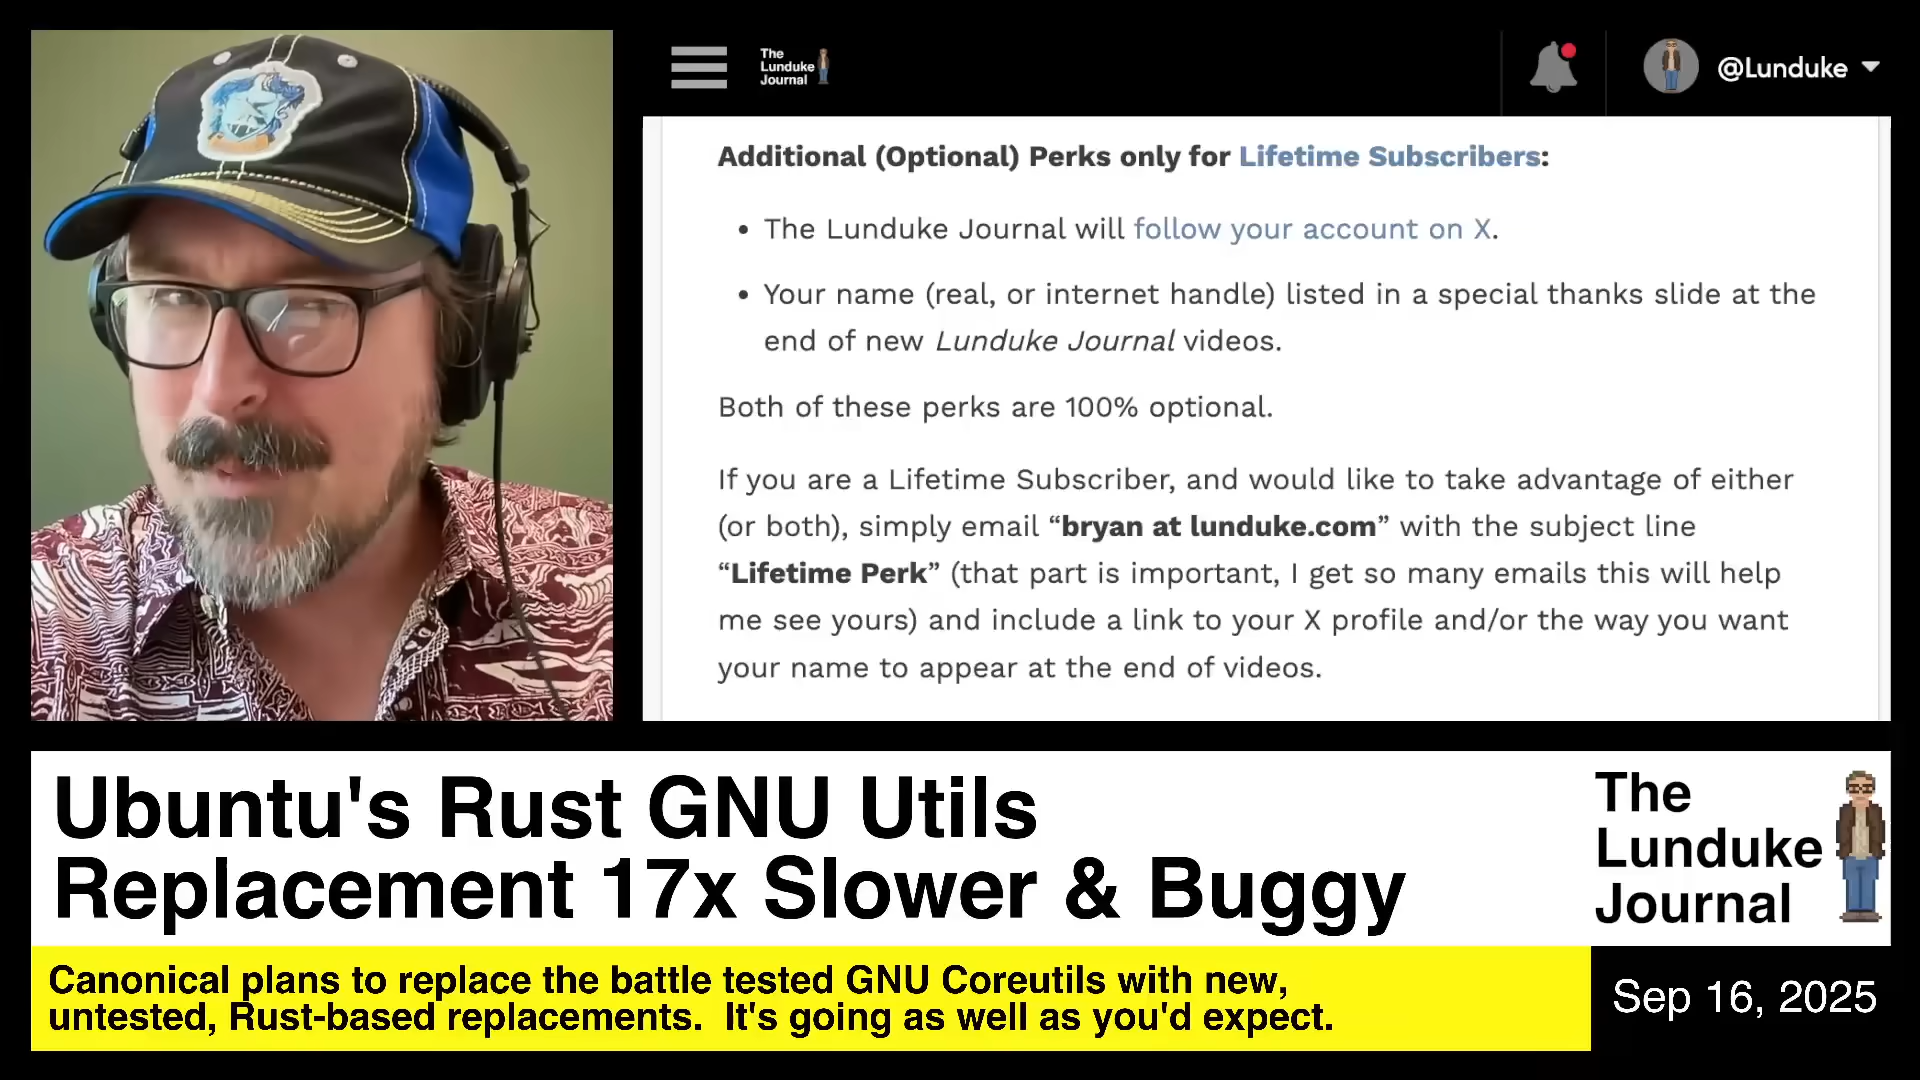 The
Lunduke
Journal
@Lunduke
Additional (Optional) Perks only for Lifetime Subscribers:
• The Lunduke Journal will follow your account on X.
• Your name (real, or internet handle) listed in a special thanks slide at the
end of new Lunduke Journal videos.
Both of these perks are 100% optional.
If you are a Lifetime Subscriber, and would like to take advantage of either
(or both), simply email “bryan at lunduke.com” with the subject line
“Lifetime Perk” (that part is important, I get so many emails this will help
me see yours) and include a link to your X profile and/or the way you want
your name to appear at the end of videos.
Ubuntu's Rust GNU Utils
Replacement 17x Slower & Buggy
The
Lunduke
Journal
Canonical plans to replace the battle tested GNU Coreutils with new,
untested, Rust-based replacements.  It's going as well as you'd expect.
Sep 16, 2025